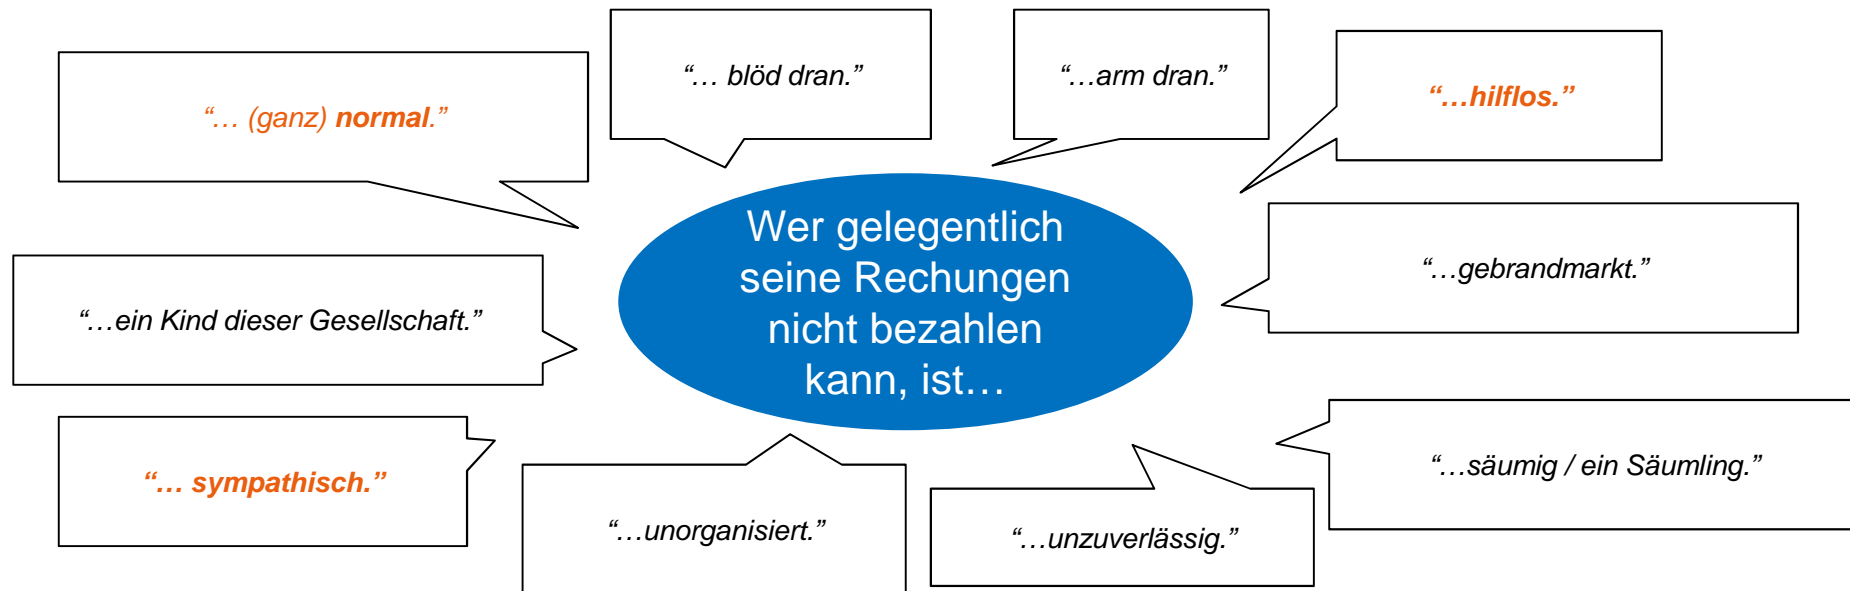 “… blöd dran.”
“…arm dran.”
“…hilflos.”
“… (ganz) normal.”
Wer gelegentlich
seine Rechungen
nicht bezahlen
kann, ist…
“…gebrandmarkt.”
“…ein Kind dieser Gesellschaft.”
“…säumig / ein Säumling.”
“… sympathisch.”
“…unorganisiert.”
“…unzuverlässig.”